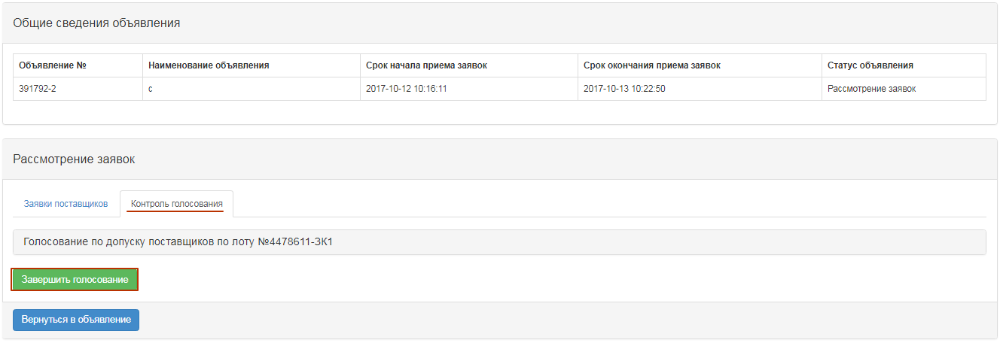 Общие сведения объявления
Объявление № Наименование объявления Срок начала приема заявок Срок окончания приема заявок Статус объявления
391792-2 с 2017-10-12 10:16:11 2017-10-13 10:22:50 Рассмотрение заявок
Рассмотрение заявок
Заявки поставщиков Контроль голосования
Голосование по допуску поставщиков по лоту №4478611-ЗК1
Завершить голосование
Вернуться в объявление